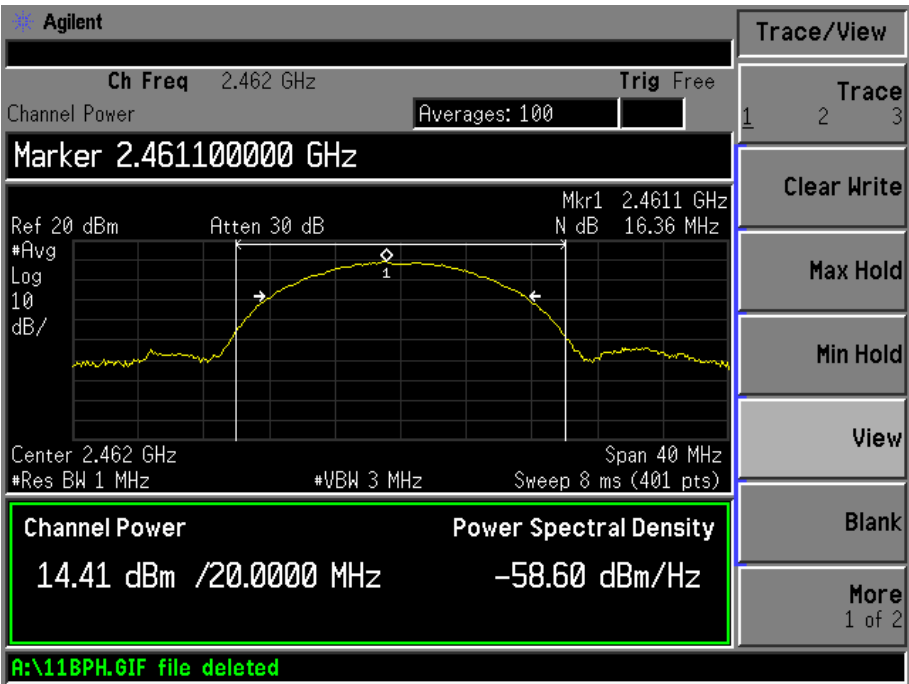 Agilent
Trace/View
Ch Freq 2.462 GHz Trig Free
Channel Power Averages: 100
Marker 2.461100000 GHz
Mkr1 2.4611 GHz
Ref 20 dBm Atten 30 dB N dB 16.36 MHz
#Avg
Log
10
dB/
1
Center 2.462 GHz Span 40 MHz
#Res BW 1 MHz #VBW 3 MHz Sweep 8 ms (401 pts)
Channel Power Power Spectral Density
14.41 dBm /20.0000 MHz -58.60 dBm/Hz
A:\11BPH.GIF file deleted
Trace
1 2 3
Clear Write
Max Hold
Min Hold
View
Blank
More
1 of 2